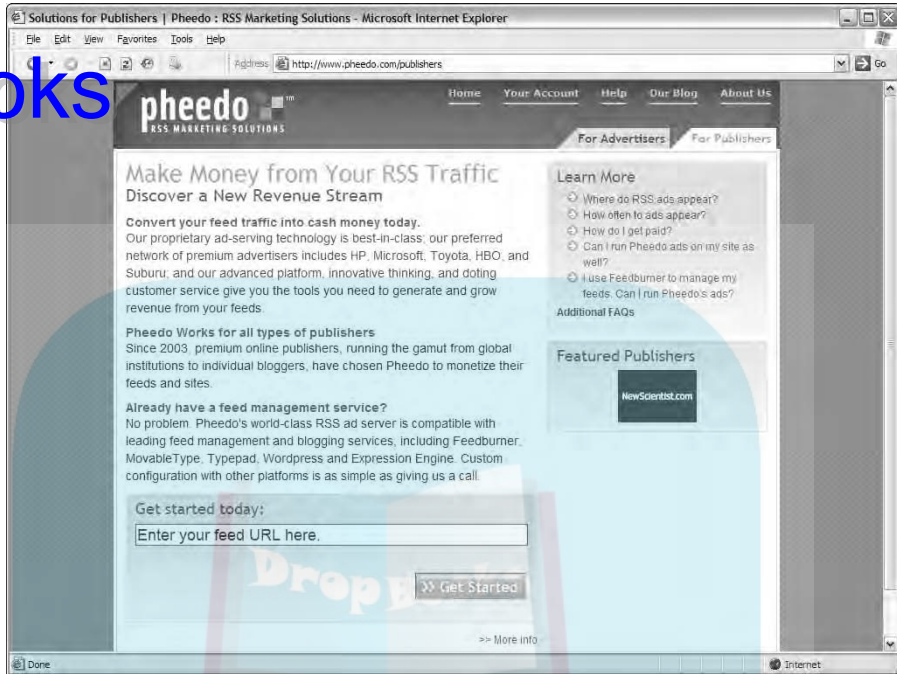 Solutions for Publishers | Pheedo : RSS Marketing Solutions - Microsoft Internet Explorer
File Edit View Favorites Tools Help
Address http://www.pheedo.com/publishers Go
oks
pheedo ™
RSS MARKETING SOLUTIONS
Home Your Account Help Our Blog About Us
For Advertisers For Publishers
Make Money from Your RSS Traffic
Discover a New Revenue Stream
Convert your feed traffic into cash money today.
Our proprietary ad-serving technology is best-in-class; our preferred
network of premium advertisers includes HP, Microsoft, Toyota, HBO, and
Suburu; and our advanced platform, innovative thinking, and doting
customer service give you the tools you need to generate and grow
revenue from your feeds.
Pheedo Works for all types of publishers
Since 2003, premium online publishers, running the gamut from global
institutions to individual bloggers, have chosen Pheedo to monetize their
feeds and sites.
Already have a feed management service?
No problem. Pheedo's world-class RSS ad server is compatible with
leading feed management and blogging services, including Feedburner,
MovableType, Typepad, Wordpress and Expression Engine. Custom
configuration with other platforms is as simple as giving us a call.
Get started today:
Enter your feed URL here.
>> Get Started
>> More info
Learn More
Where do RSS ads appear?
How often to ads appear?
How do I get paid?
Can I run Pheedo ads on my site as
well?
I use Feedburner to manage my
feeds. Can I run Pheedo's ads?
Additional FAQs
Featured Publishers
NewScientist.com
Drop
Done Internet